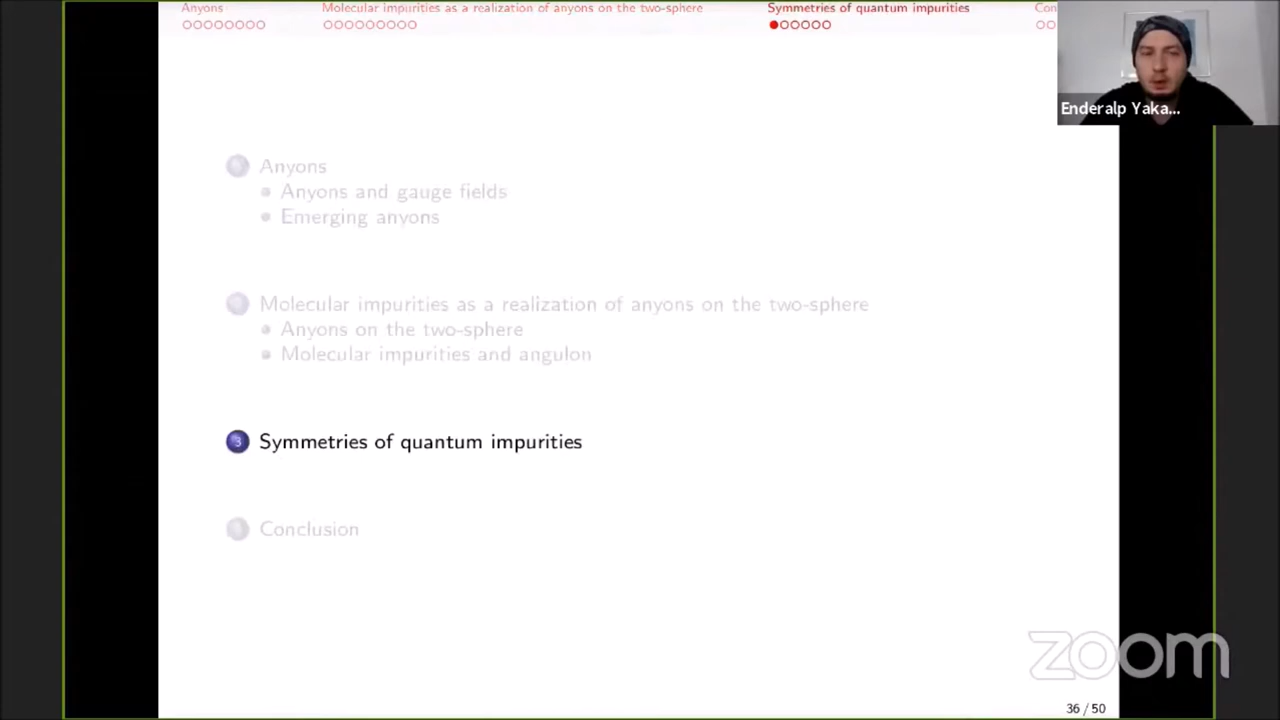 Anyons
Molecular impurities as a realization of anyons on the two-sphere
Symmetries of quantum impurities
Con
Enderalp Yaka...
Anyons
Anyons and gauge fields
Emerging anyons
Molecular impurities as a realization of anyons on the two-sphere
Anyons on the two-sphere
Molecular impurities and angulon
3 Symmetries of quantum impurities
Conclusion
zoom
36 / 50